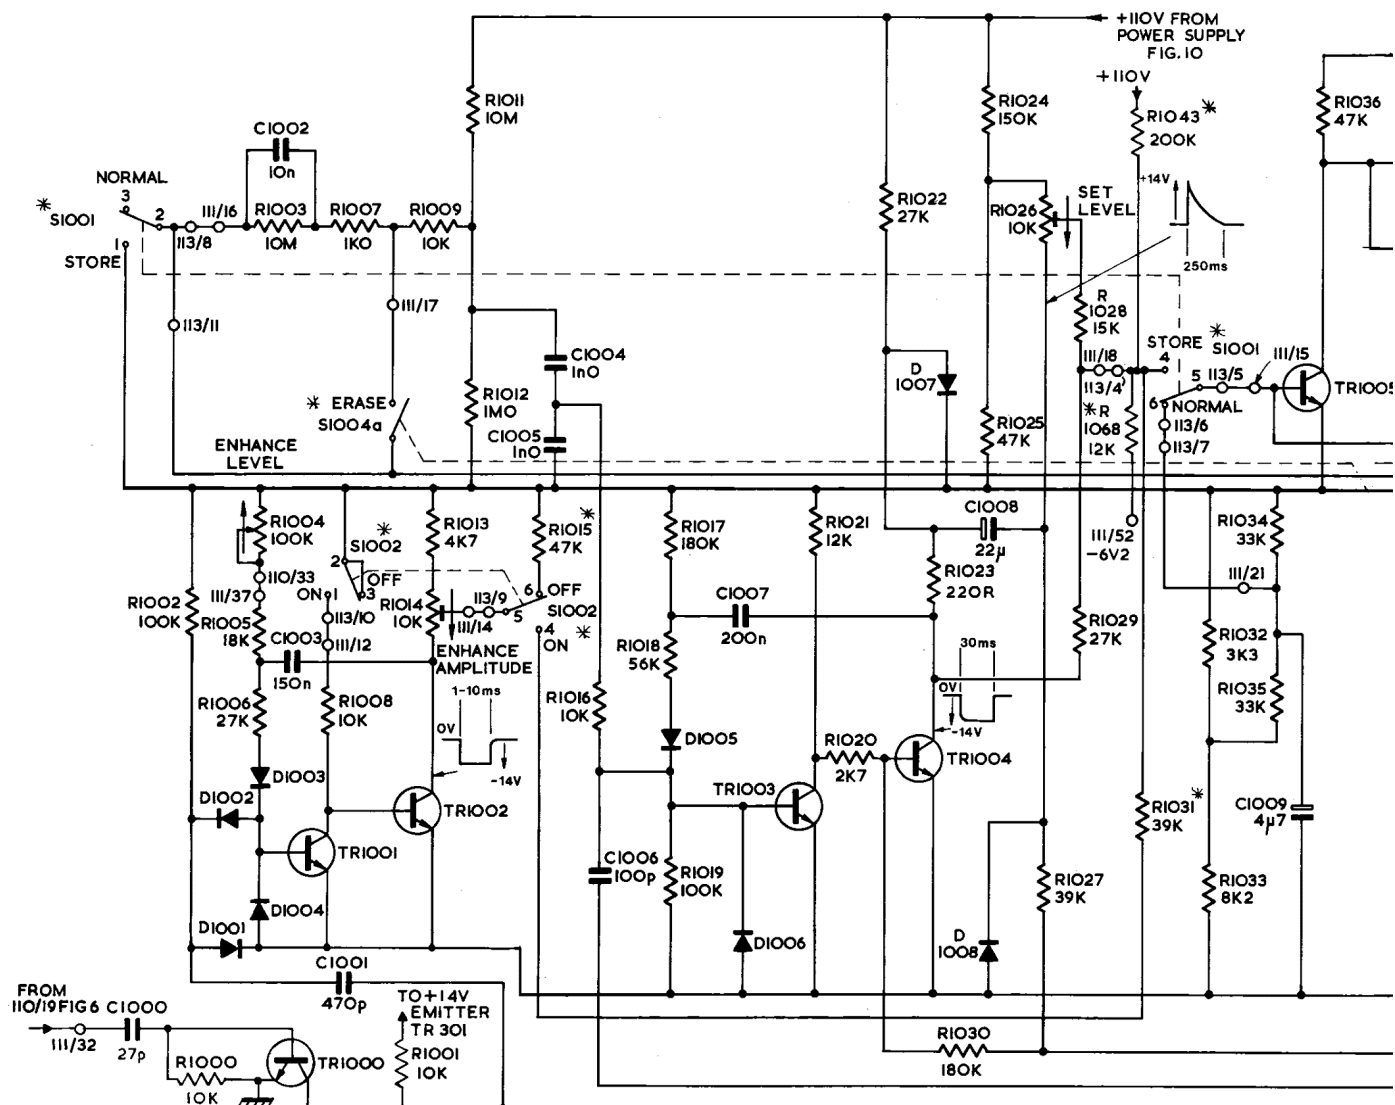 +110V FROM
POWER SUPPLY
FIG.10
+110V
R1011
10M
R1024
150K
R1043 *
200K
R1036
47K
C1002
10n
NORMAL
3
* S1001
2
111/16
R1003
10M
R1007
1K0
R1009
10K
113/8
1
STORE
R1022
27K
R1026
10K
SET
LEVEL
+14V
250ms
111/17
113/11
R
1028
15K
C1004
1n0
D
1007
111/18
113/4
STORE *
4
S1001
111/15
5
113/5
TR1005
R1012
1M0
* ERASE
S1004a
C1005
1n0
R1025
47K
* R
1068
12K
6
NORMAL
113/6
113/7
ENHANCE
LEVEL
R1004
100K
S1002 *
2
OFF
3
R1013
4K7
R1015 *
47K
R1017
180K
R1021
12K
C1008
22µ
111/52
-6V2
R1034
33K
110/33
111/37
ON 1
113/10
111/12
R1002
100K
R1005
18K
C1003
150n
R1014
10K
113/9
111/14
6 OFF
5
S1002
4
ON *
C1007
200n
R1023
220R
111/21
R1029
27K
R1032
3K3
ENHANCE
AMPLITUDE
R1018
56K
30ms
0V
-14V
R1035
33K
R1006
27K
R1008
10K
1-10ms
0V
-14V
R1016
10K
D1005
R1020
2K7
TR1004
D1003
D1002
TR1002
TR1003
R1031 *
39K
C1009
4µ7
TR1001
C1006
100p
R1019
100K
R1027
39K
R1033
8K2
D1004
D1001
D1006
D
1008
C1001
470p
FROM
110/19 FIG 6
C1000
27p
111/32
TO +14V
EMITTER
TR 301
R1000
10K
TR1000
R1001
10K
R1030
180K